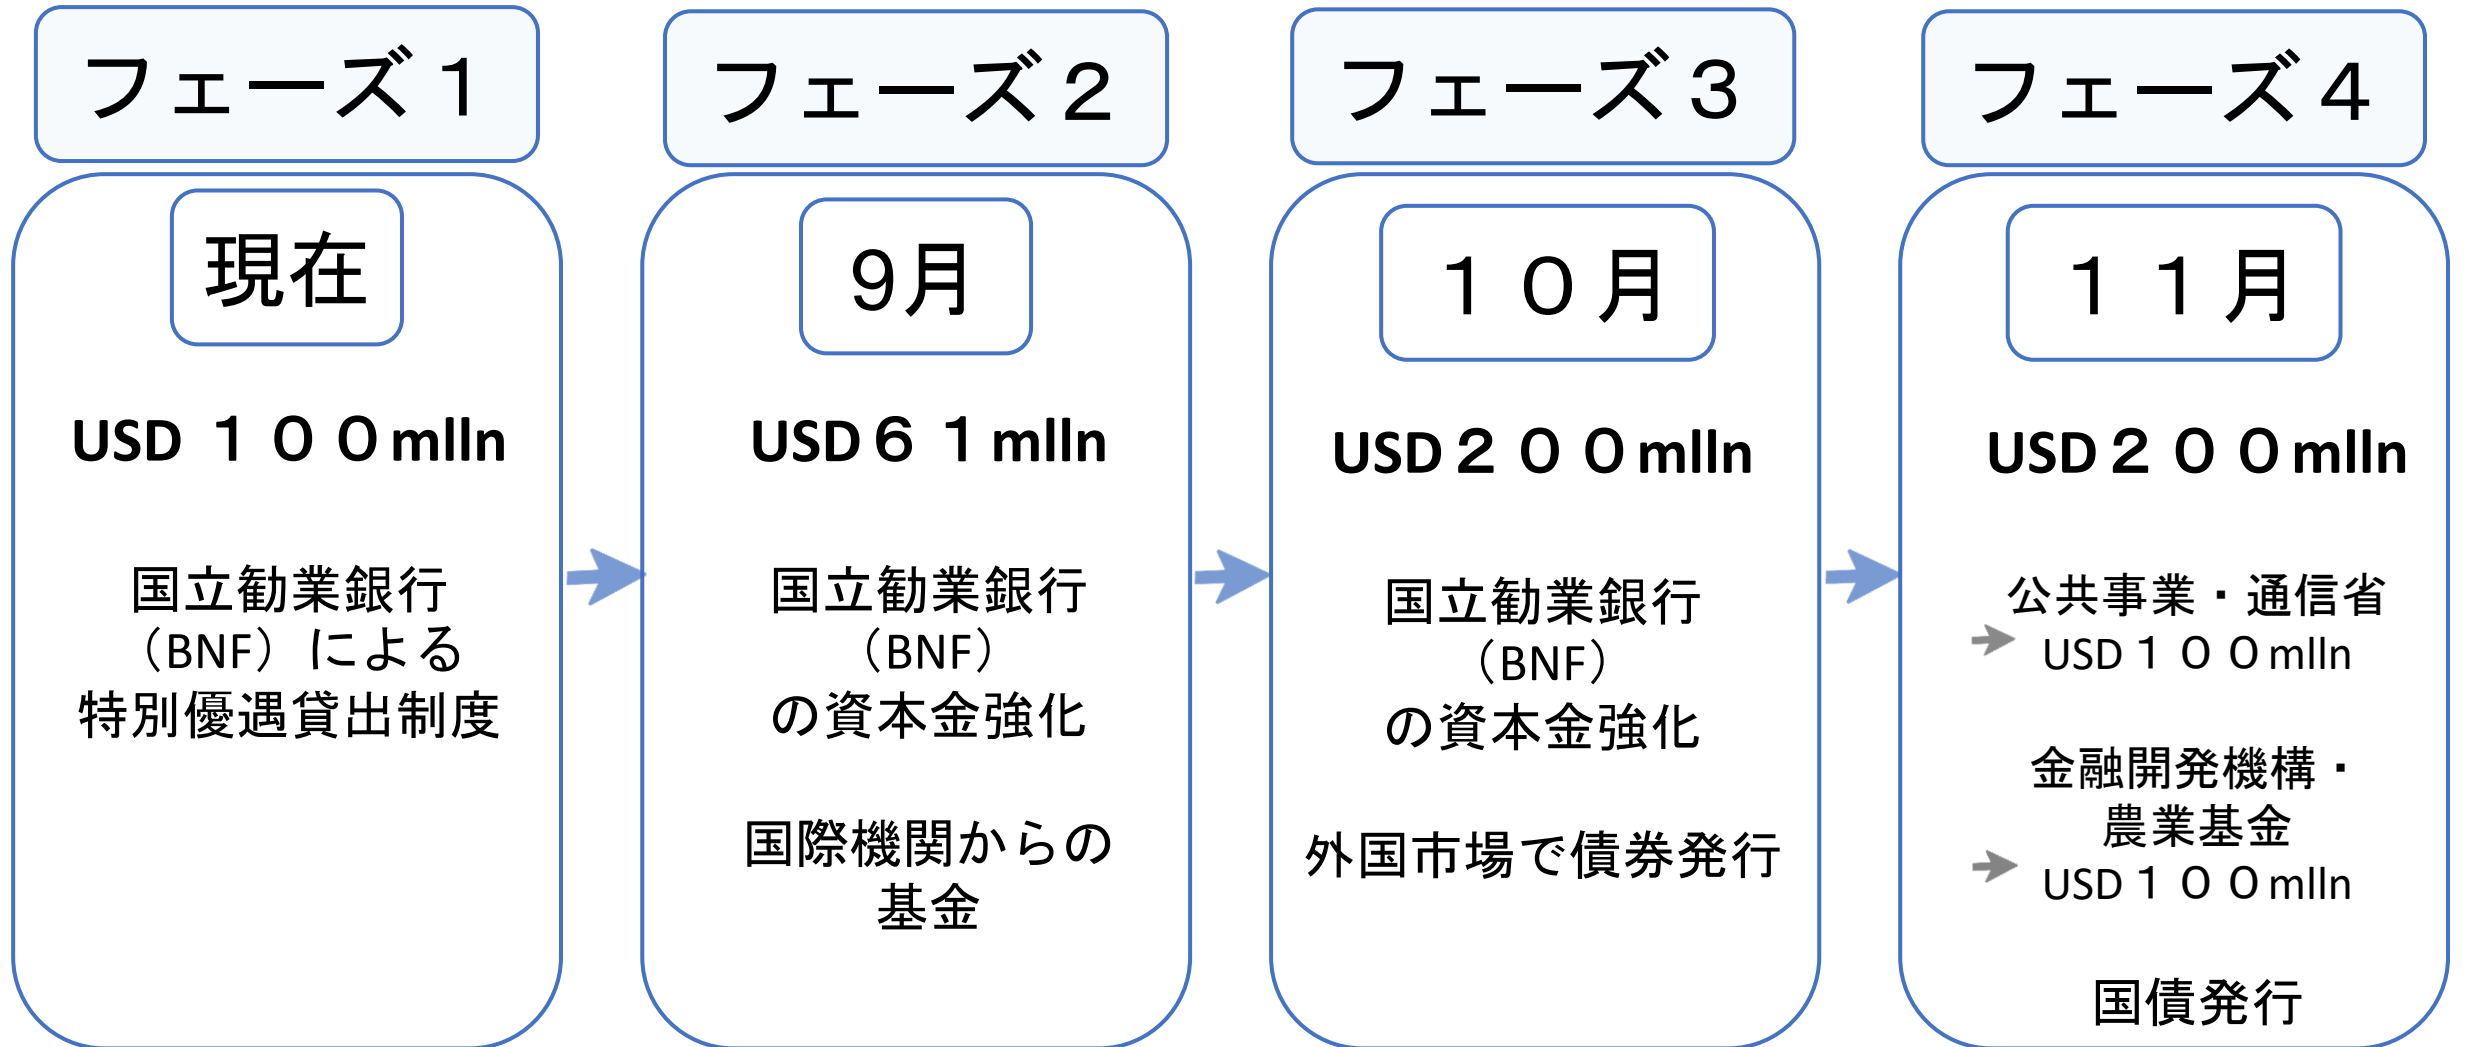 フェーズ１
現在
USD １００mlln
国立勧業銀行
（BNF）による
特別優遇貸出制度
フェーズ２
9月
USD６１mlln
国立勧業銀行
（BNF）
の資本金強化
国際機関からの
基金
フェーズ３
１０月
USD２００mlln
国立勧業銀行
（BNF）
の資本金強化
外国市場で債券発行
フェーズ４
１１月
USD２００mlln
公共事業・通信省
USD１００mlln
金融開発機構・
農業基金
USD１００mlln
国債発行